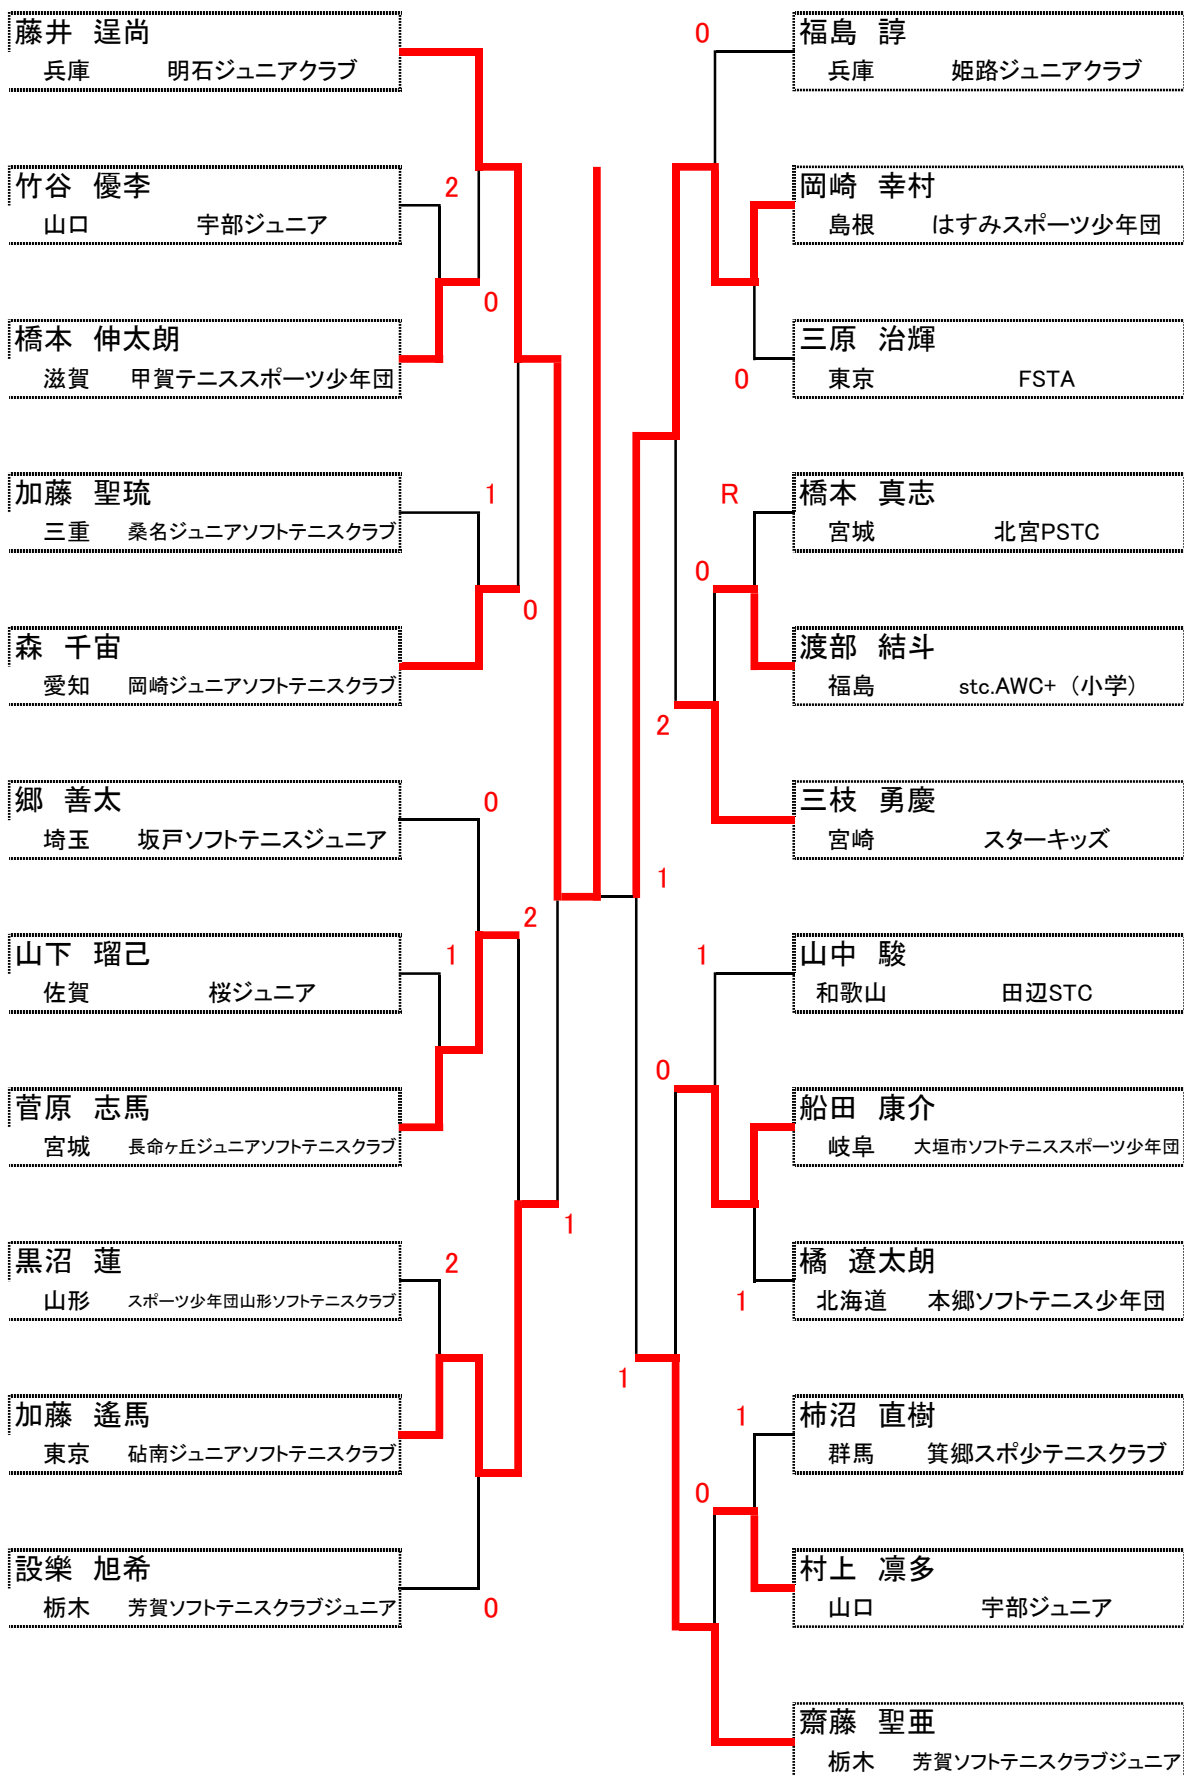 藤井 逞尚
兵庫 明石ジュニアクラブ
竹谷 優李
2
山口 宇部ジュニア
0
橋本 伸太朗
滋賀 甲賀テニススポーツ少年団
加藤 聖琉
1
三重 桑名ジュニアソフトテニスクラブ
0
森 千宙
愛知 岡崎ジュニアソフトテニスクラブ
郷 善太
0
埼玉 坂戸ソフトテニスジュニア
2
山下 瑠己
1
佐賀 桜ジュニア
菅原 志馬
宮城 長命ヶ丘ジュニアソフトテニスクラブ
1
黒沼 蓮
2
山形 スポーツ少年団山形ソフトテニスクラブ
加藤 遙馬
東京 砧南ジュニアソフトテニスクラブ
設樂 旭希
栃木 芳賀ソフトテニスクラブジュニア
0
0
福島 諄
兵庫 姫路ジュニアクラブ
岡崎 幸村
島根 はすみスポーツ少年団
三原 治輝
0
東京 FSTA
R
橋本 真志
宮城 北宮PSTC
0
渡部 結斗
福島 stc.AWC+（小学）
2
三枝 勇慶
宮崎 スターキッズ
1
1
山中 駿
和歌山 田辺STC
0
船田 康介
岐阜 大垣市ソフトテニススポーツ少年団
橘 遼太朗
1
北海道 本郷ソフトテニス少年団
1
1
柿沼 直樹
群馬 箕郷スポ少テニスクラブ
0
村上 凛多
山口 宇部ジュニア
齋藤 聖亜
栃木 芳賀ソフトテニスクラブジュニア